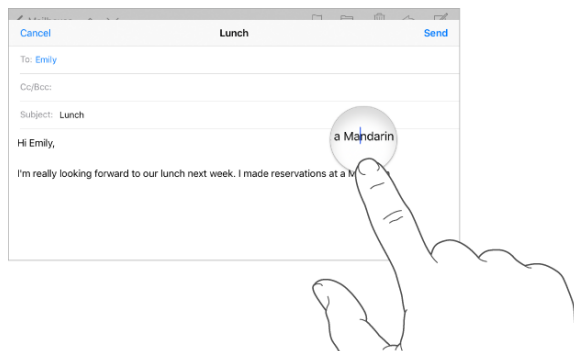 Cancel Lunch Send
To: Emily
Cc/Bcc:
Subject: Lunch
a Mandarin
Hi Emily,
I'm really looking forward to our lunch next week. I made reservations at a M